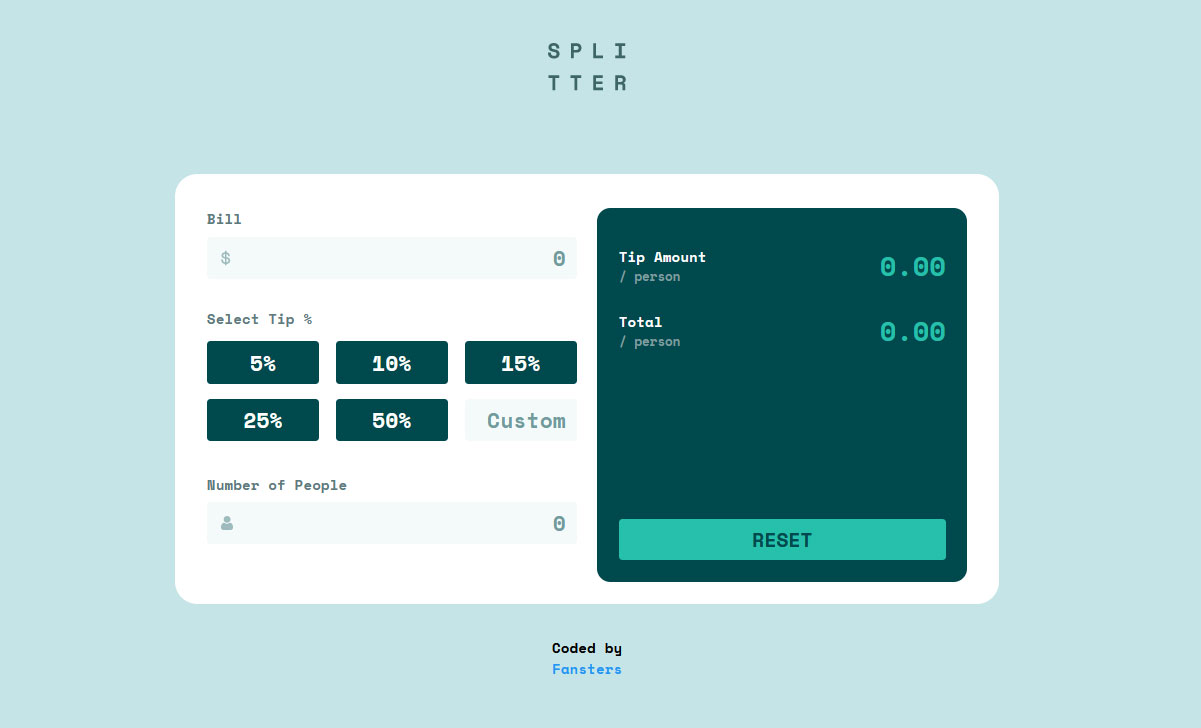 SPLI
TTER
Bill
$
0
Select Tip %
5%
10%
15%
25%
50%
Custom
Number of People
0
Tip Amount
/ person
0.00
Total
/ person
0.00
RESET
Coded by
Fansters